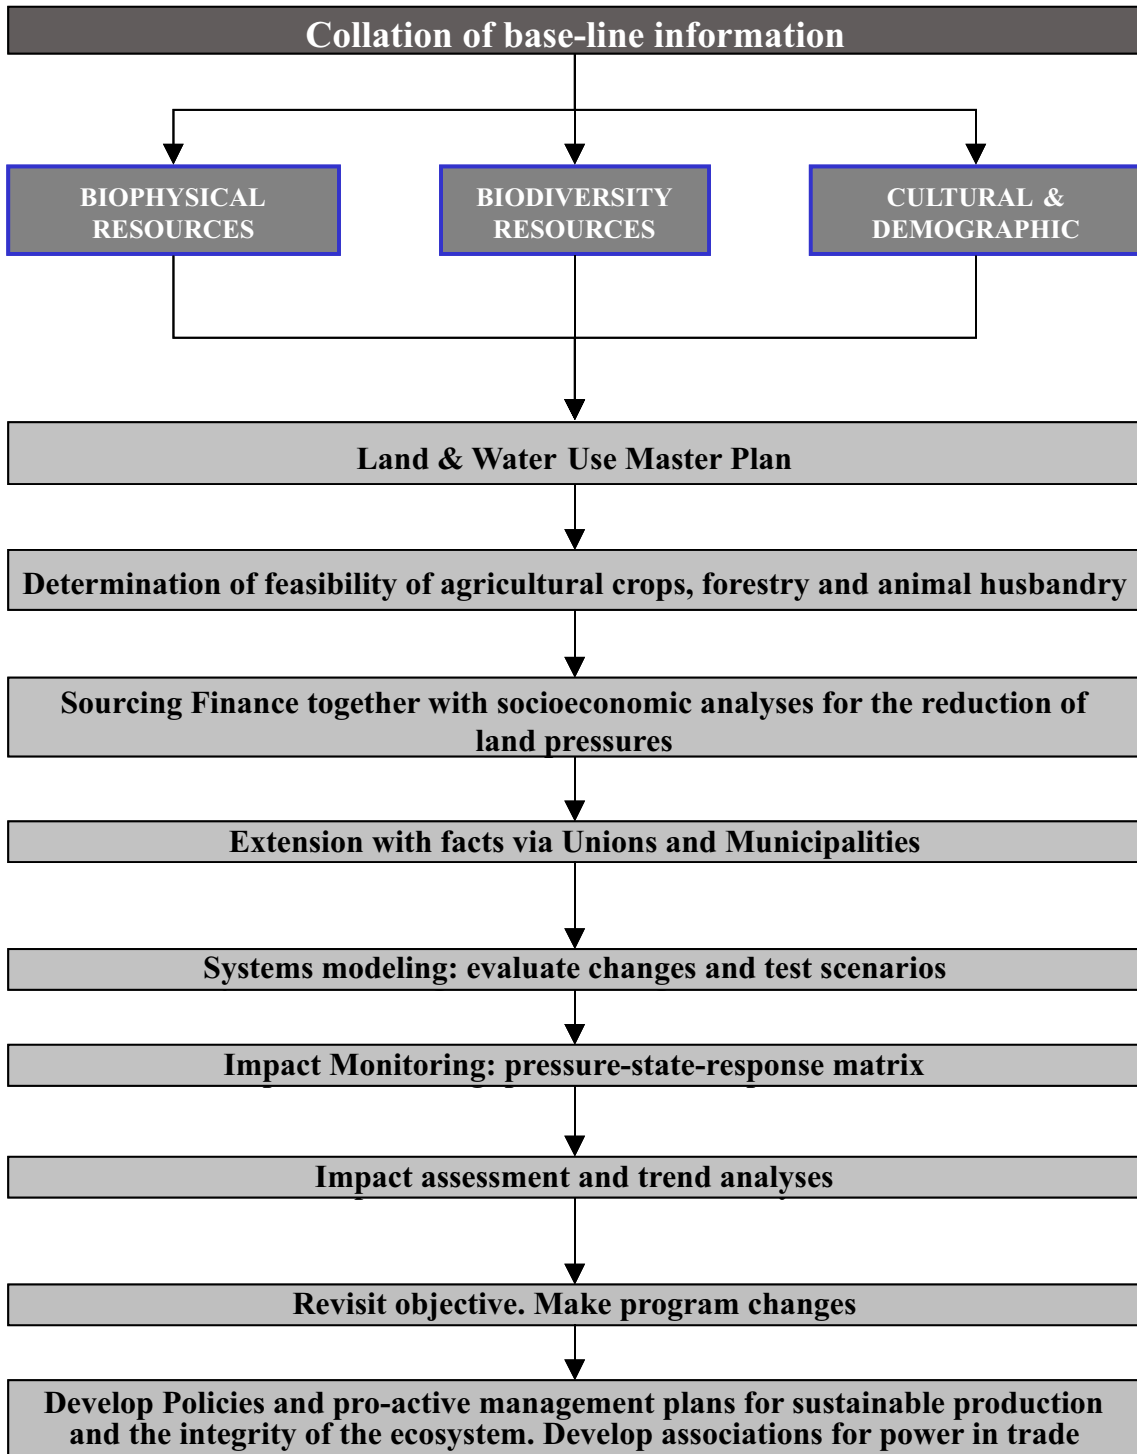 Collation of base-line information
BIOPHYSICAL
RESOURCES
BIODIVERSITY
RESOURCES
CULTURAL &
DEMOGRAPHIC
Land & Water Use Master Plan
Determination of feasibility of agricultural crops, forestry and animal husbandry
Sourcing Finance together with socioeconomic analyses for the reduction of
land pressures
Extension with facts via Unions and Municipalities
Systems modeling: evaluate changes and test scenarios
Impact Monitoring: pressure-state-response matrix
Impact assessment and trend analyses
Revisit objective. Make program changes
Develop Policies and pro-active management plans for sustainable production
and the integrity of the ecosystem. Develop associations for power in trade